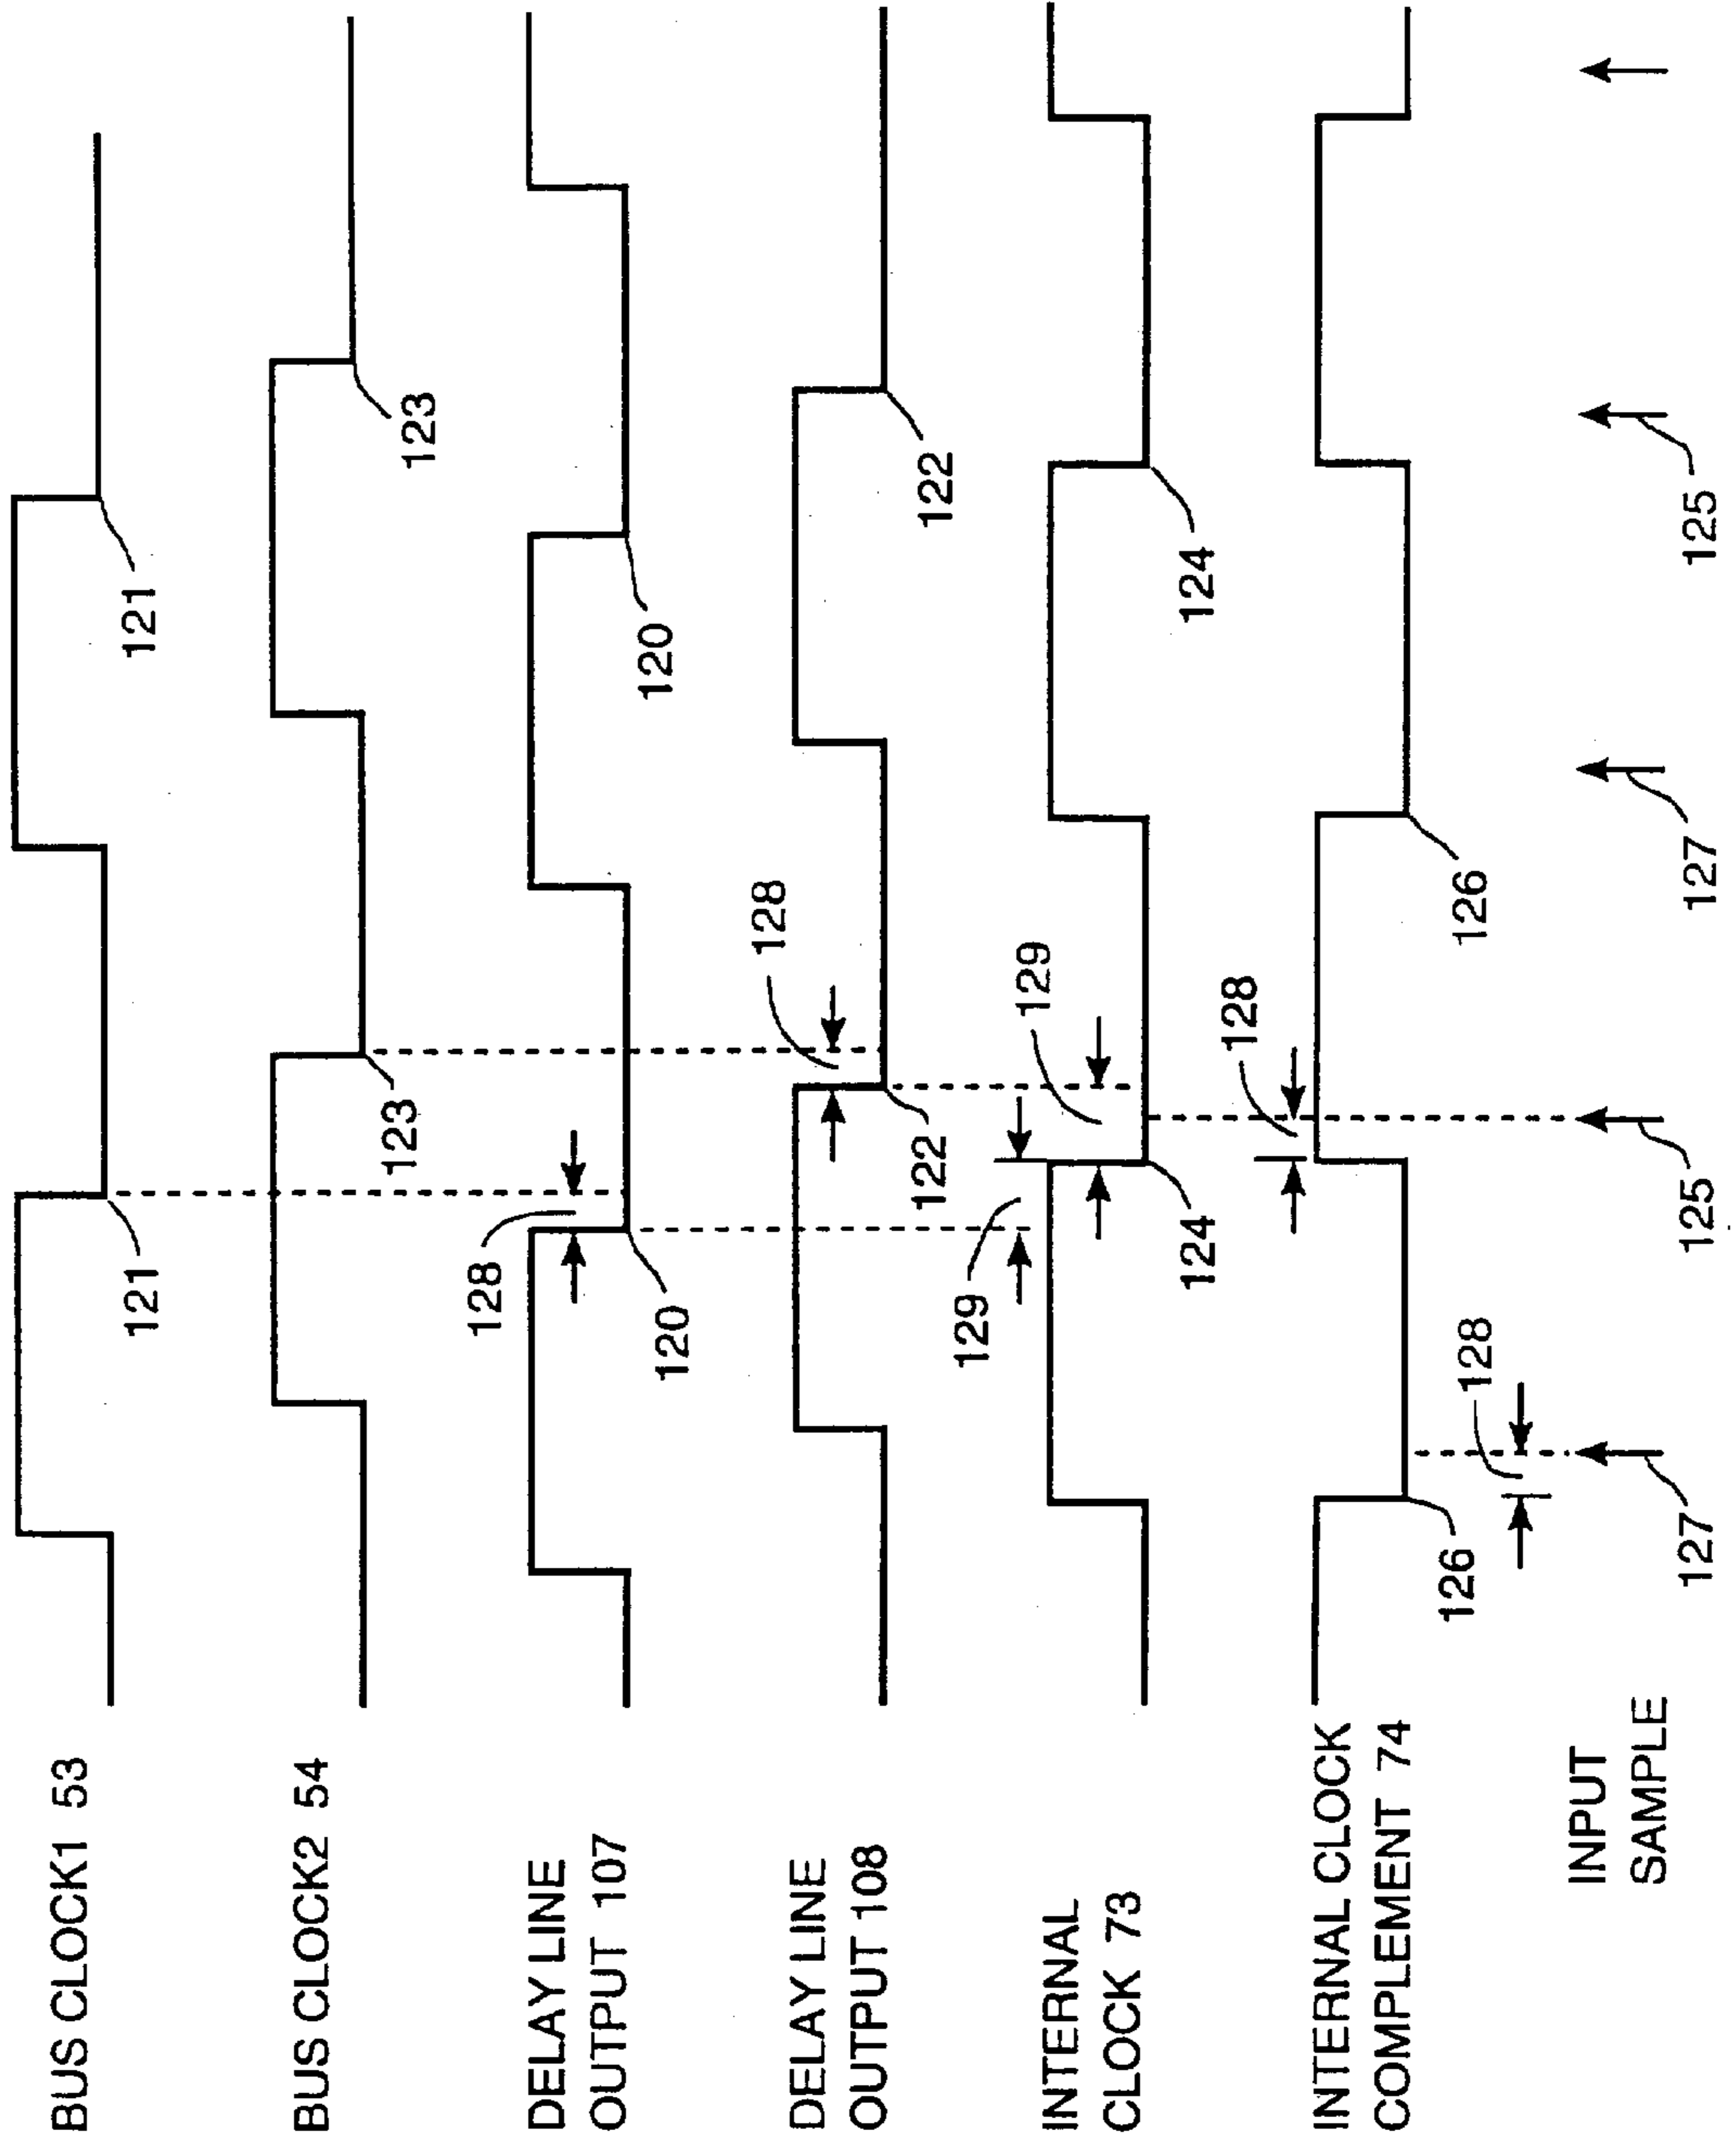 BUS CLOCK1 53
121
121
BUS CLOCK2 54
123
123
DELAY LINE
OUTPUT 107
128
120
120
DELAY LINE
OUTPUT 108
128
122
122
INTERNAL
CLOCK 73
129
129
124
124
INTERNAL CLOCK
COMPLEMENT 74
128
126
128
126
INPUT
SAMPLE
127
125
127
125